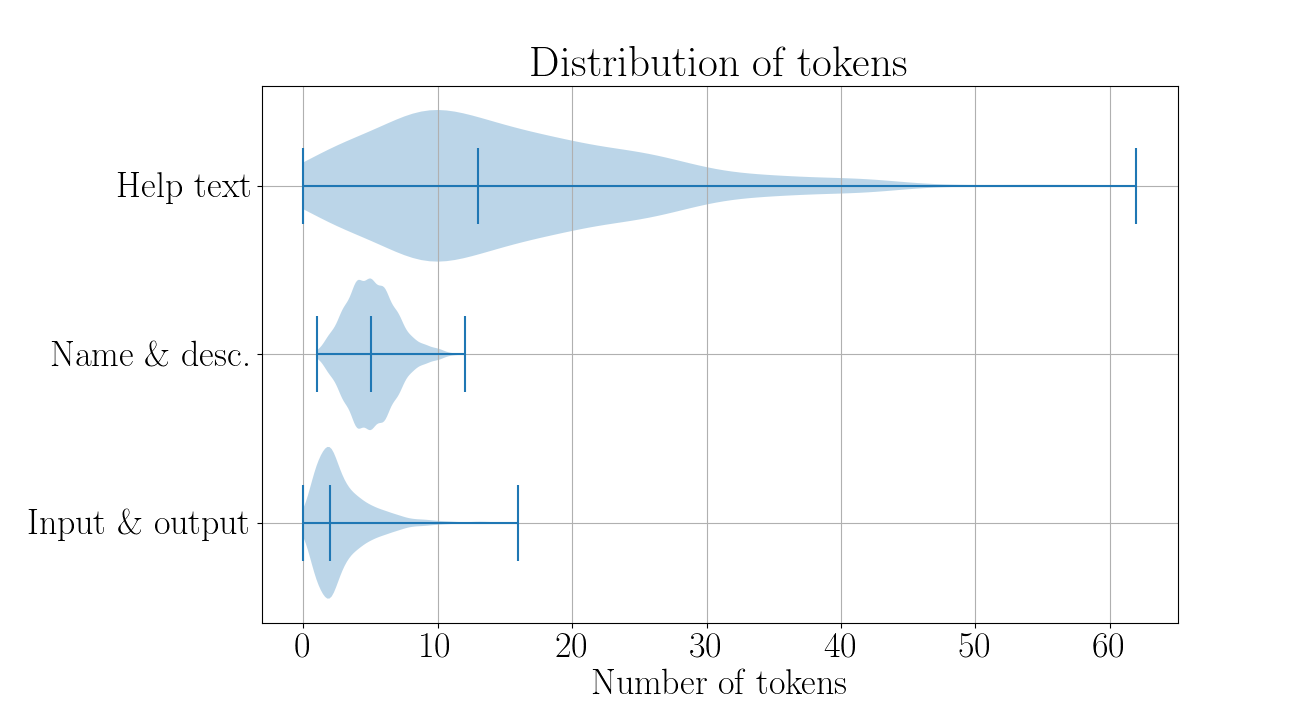 Distribution of tokens
Help text
Name & desc.
Input & output
0 10 20 30 40 50 60
Number of tokens